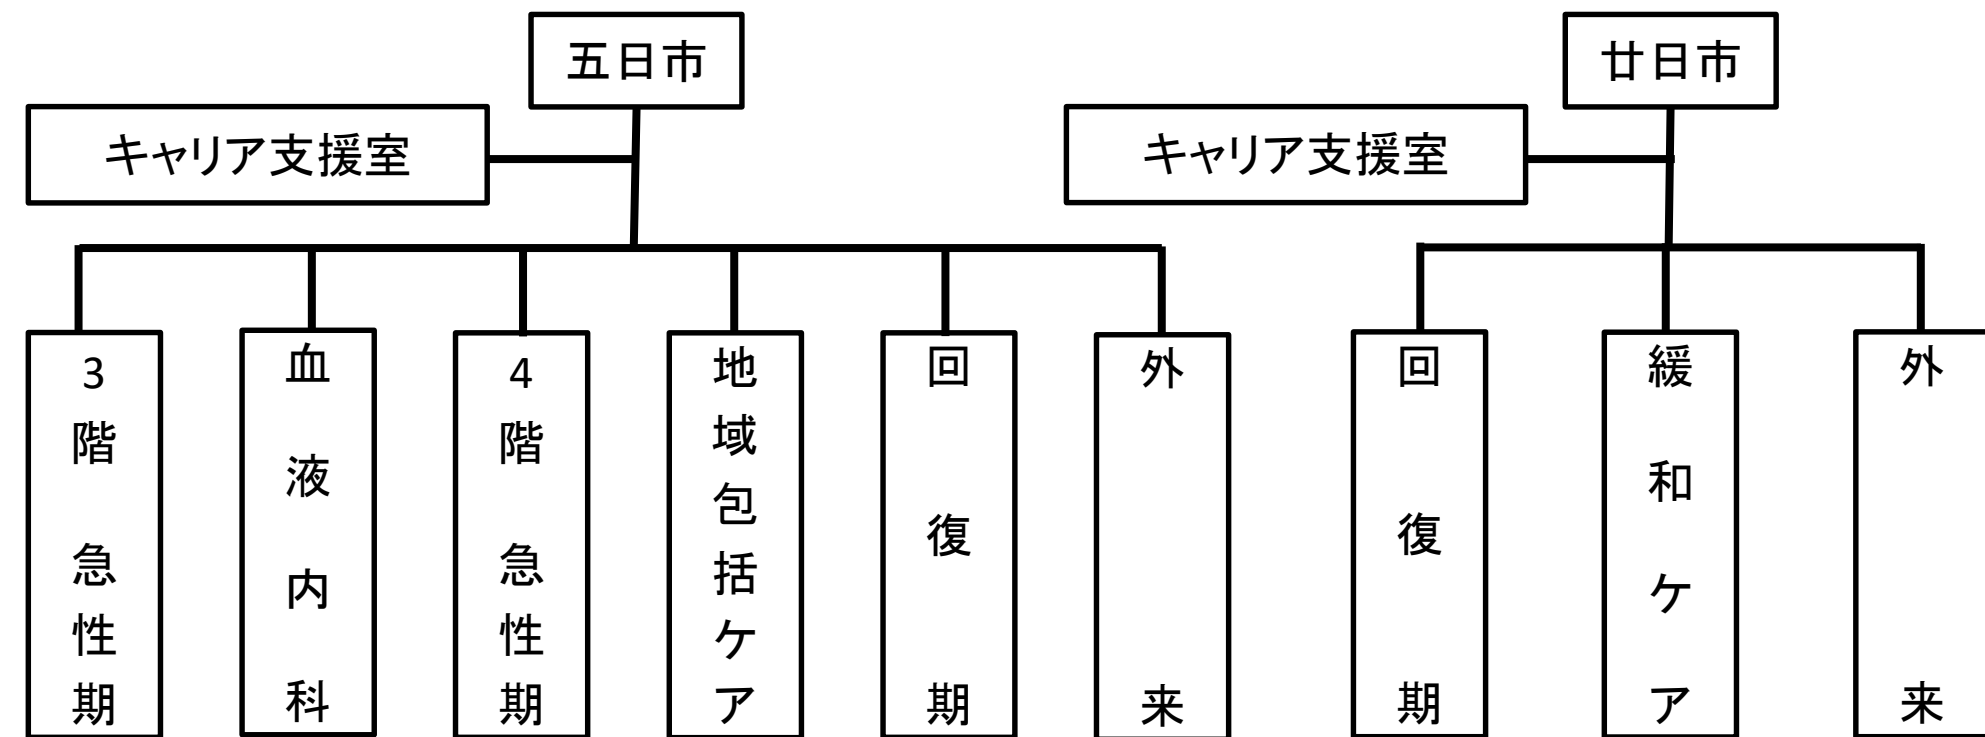 五日市
廿日市
キャリア支援室
キャリア支援室
3階 急性期
血液内科
4階 急性期
地域包括ケア
回復期
外来
回復期
緩和ケア
外来